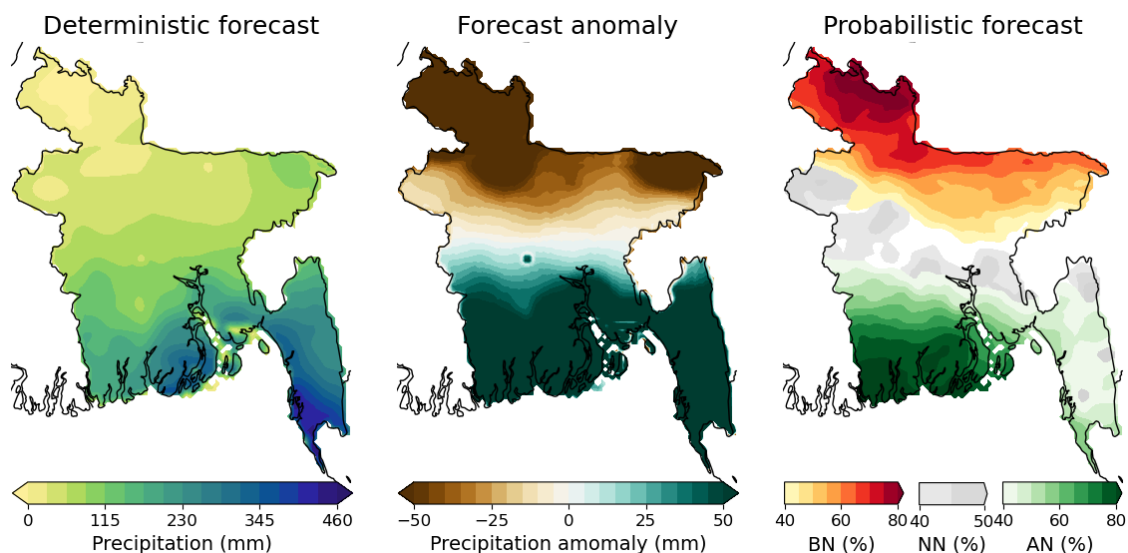 Deterministic forecast
Forecast anomaly
Probabilistic forecast
0 115 230 345 460
Precipitation (mm)
−50 −25 0 25 50
Precipitation amomaly (mm)
40 60 80
BN (%)
40 50
NN (%)
40 60 80
AN (%)